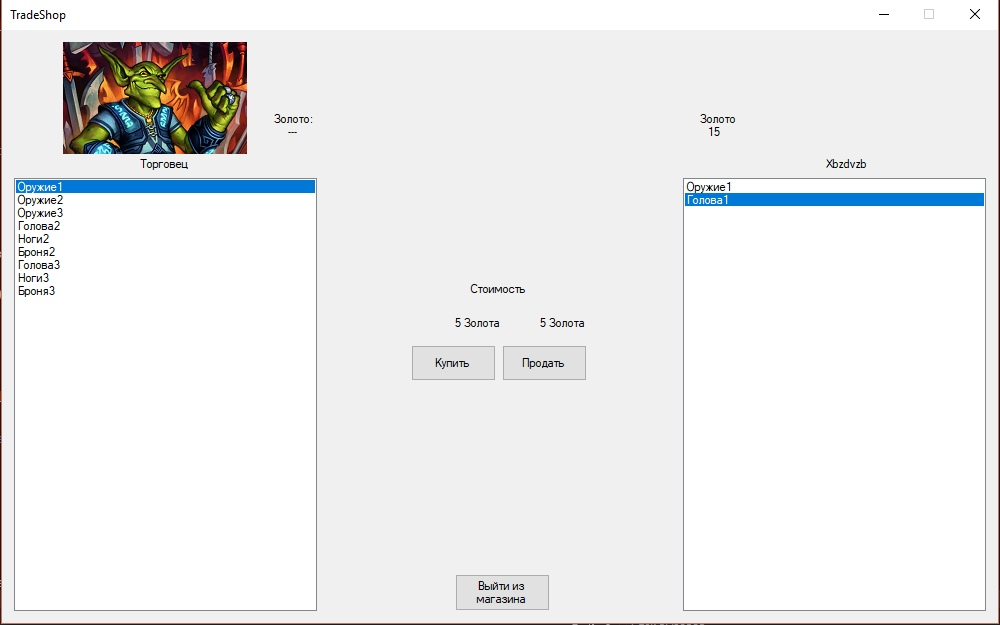 TradeShop
Золото:
---
Золото
15
Торговец
Xbzdvzb
Оружие1
Оружие2
Оружие3
Голова2
Ноги2
Броня2
Голова3
Ноги3
Броня3
Оружие1
Голова1
Стоимость
5 Золота
5 Золота
Купить
Продать
Выйти из
магазина